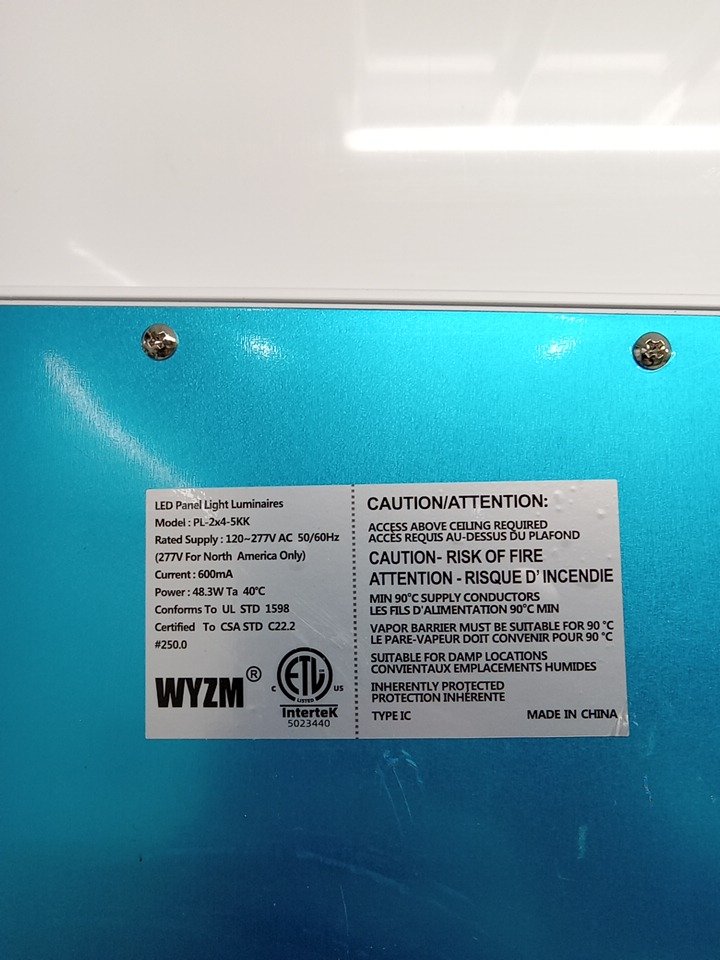 LED Panel Light Luminaires
Model : PL-2x4-5KK
Rated Supply : 120~277V AC 50/60Hz
(277V For North America Only)
Current : 600mA
Power : 48.3W Ta 40°C
Conforms To UL STD 1598
Certified To CSA STD C22.2
#250.0
WYZM®
ETL
LISTED
C US
InterteK
5023440
CAUTION/ATTENTION:
ACCESS ABOVE CEILING REQUIRED
ACCÈS REQUIS AU-DESSUS DU PLAFOND
CAUTION- RISK OF FIRE
ATTENTION - RISQUE D' INCENDIE
MIN 90°C SUPPLY CONDUCTORS
LES FILS D'ALIMENTATION 90°C MIN
VAPOR BARRIER MUST BE SUITABLE FOR 90 °C
LE PARE-VAPEUR DOIT CONVENIR POUR 90 °C
SUITABLE FOR DAMP LOCATIONS
CONVIENTAUX EMPLACEMENTS HUMIDES
INHERENTLY PROTECTED
PROTECTION INHÉRENTE
TYPE IC MADE IN CHINA